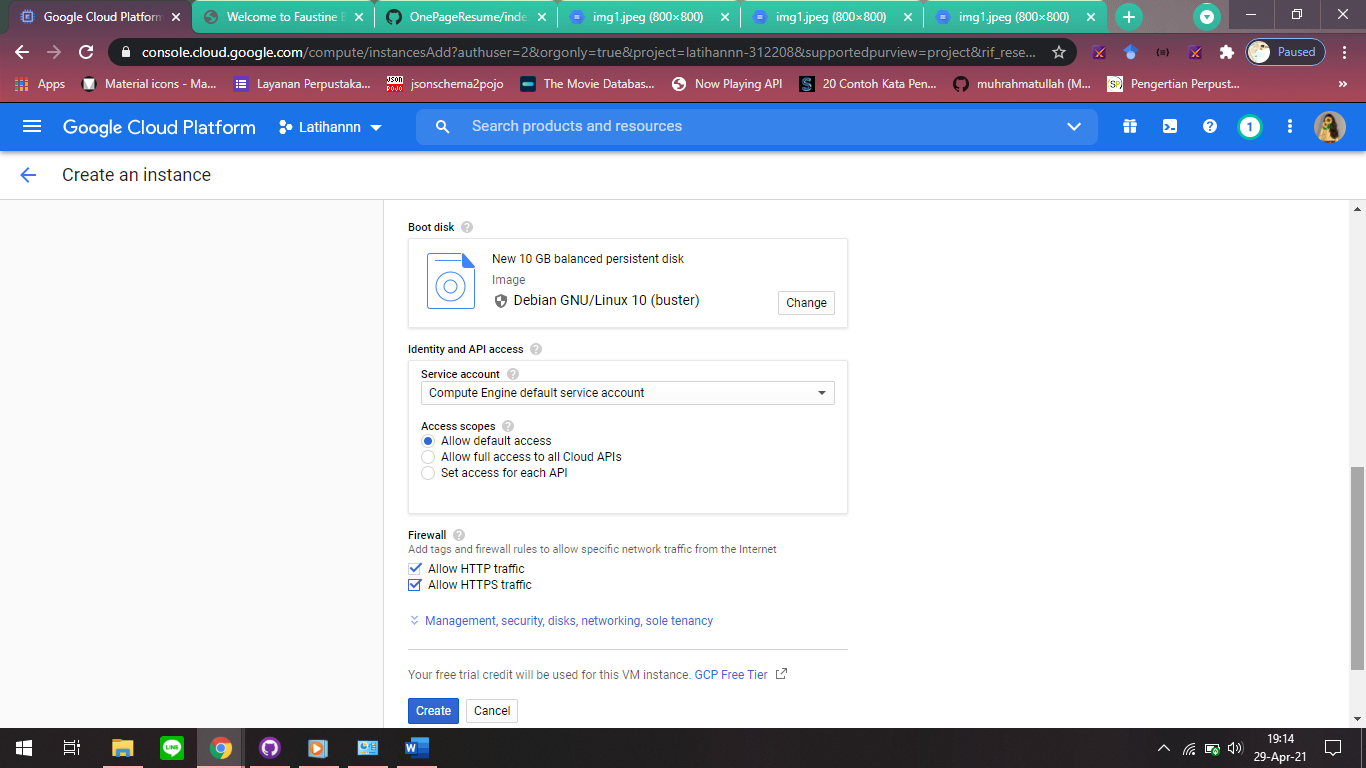 Google Cloud Platform
Welcome to Faustine B
OnePageResume/inde
img1.jpeg (800×800)
img1.jpeg (800×800)
img1.jpeg (800×800)
console.cloud.google.com/compute/instancesAdd?authuser=2&orgonly=true&project=latihannn-312208&supportedpurview=project&rif_rese...
Paused
Apps
Material icons - Ma...
Layanan Perpustaka...
JSON POJO
jsonschema2pojo
The Movie Databas...
Now Playing API
S
20 Contoh Kata Pen...
muhrahmatullah (M...
Pengertian Perpust...
Google Cloud Platform
Latihannn
Search products and resources
1
Create an instance
Boot disk
New 10 GB balanced persistent disk
Image
Debian GNU/Linux 10 (buster)
Change
Identity and API access
Service account
Compute Engine default service account
Access scopes
Allow default access
Allow full access to all Cloud APIs
Set access for each API
Firewall
Add tags and firewall rules to allow specific network traffic from the Internet
Allow HTTP traffic
Allow HTTPS traffic
Management, security, disks, networking, sole tenancy
Your free trial credit will be used for this VM instance. GCP Free Tier
Create
Cancel
LINE
W
19:14
29-Apr-21